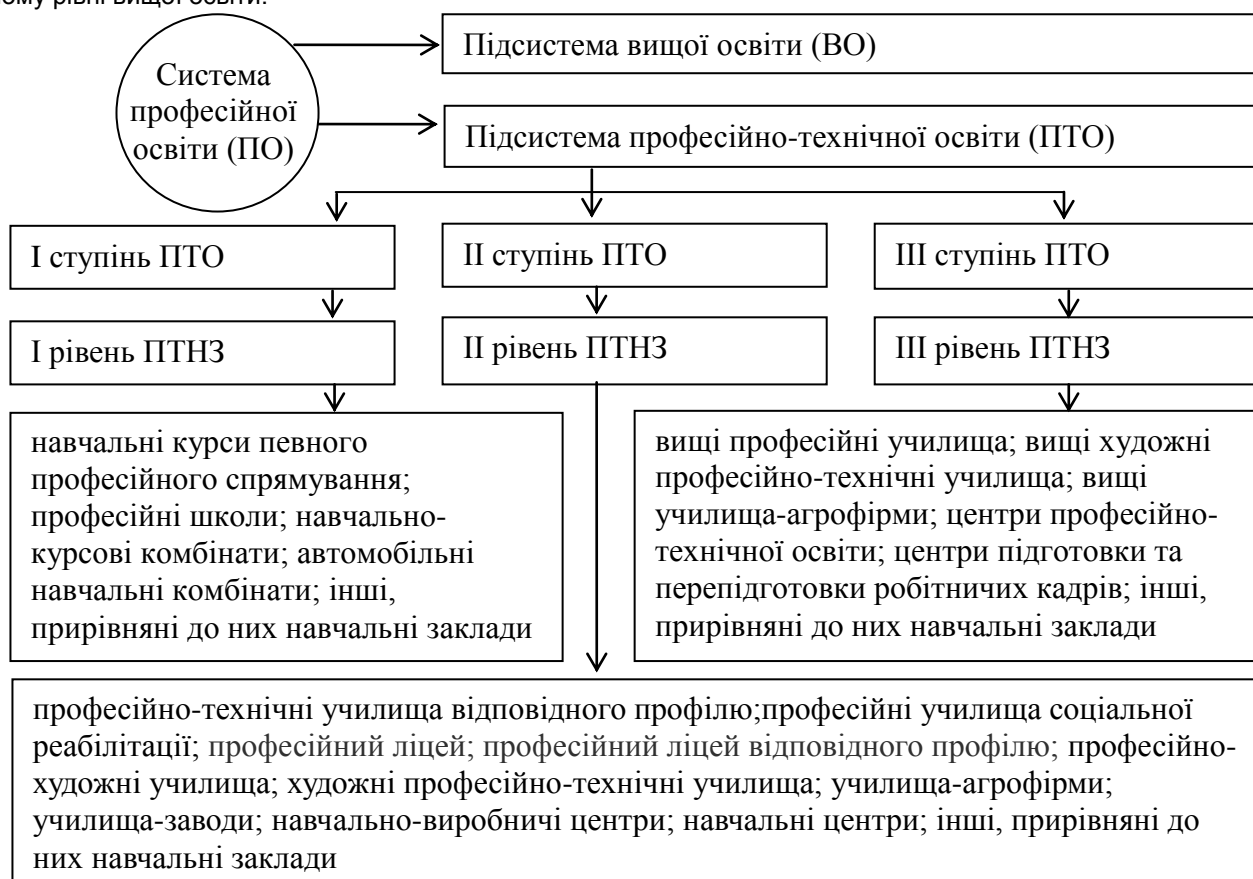 ому рівні вищої освіти.
Система
професійної
освіти (ПО)
Підсистема вищої освіти (ВО)
Підсистема професійно-технічної освіти (ПТО)
І ступінь ПТО
ІІ ступінь ПТО
ІІІ ступінь ПТО
І рівень ПТНЗ
ІІ рівень ПТНЗ
ІІІ рівень ПТНЗ
навчальні курси певного
професійного спрямування;
професійні школи; навчально-
курсові комбінати; автомобільні
навчальні комбінати; інші,
прирівняні до них навчальні заклади
вищі професійні училища; вищі художні
професійно-технічні училища; вищі
училища-агрофірми; центри професійно-
технічної освіти; центри підготовки та
перепідготовки робітничих кадрів; інші,
прирівняні до них навчальні заклади
професійно-технічні училища відповідного профілю;професійні училища соціальної
реабілітації; професійний ліцей; професійний ліцей відповідного профілю; професійно-
художні училища; художні професійно-технічні училища; училища-агрофірми;
училища-заводи; навчально-виробничі центри; навчальні центри; інші, прирівняні до
них навчальні заклади